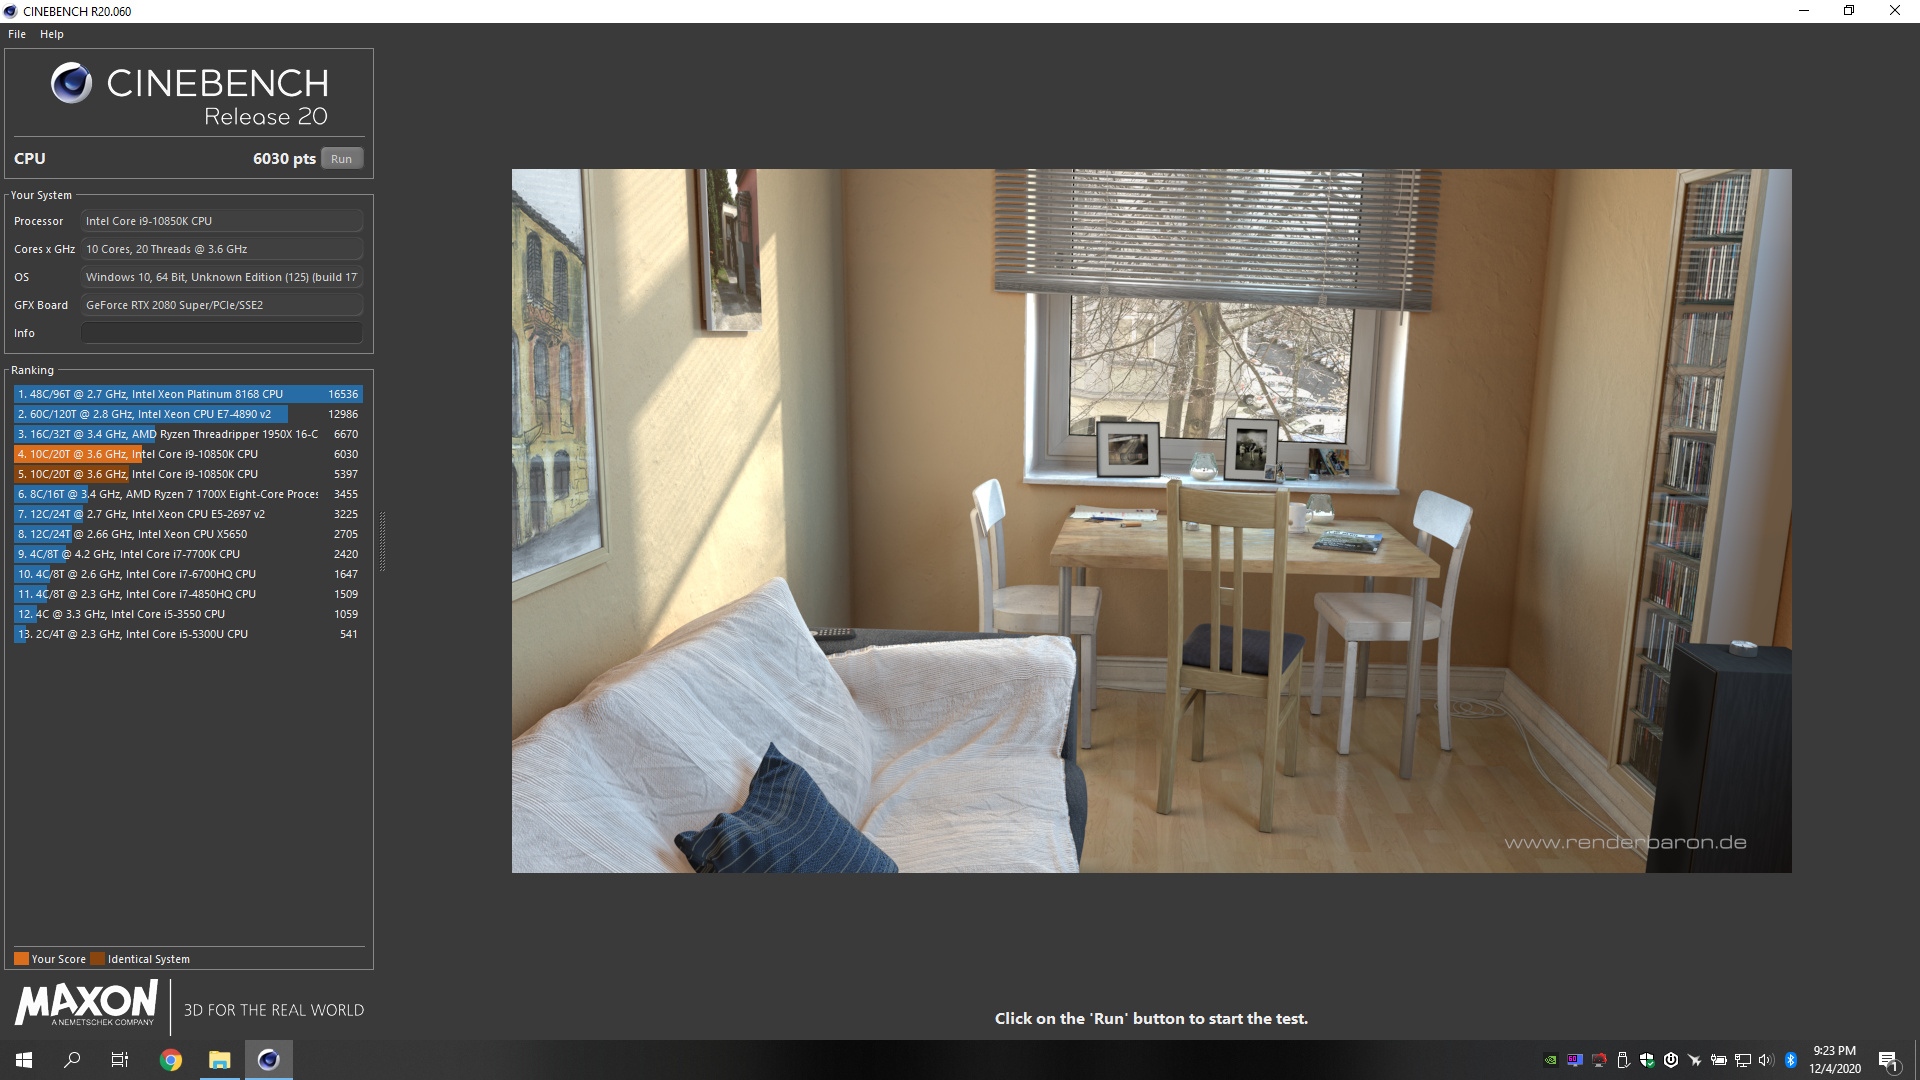 CINEBENCH R20.060
File Help
CINEBENCH
Release 20
CPU 6030 pts Run
Your System
Processor Intel Core i9-10850K CPU
Cores x GHz 10 Cores, 20 Threads @ 3.6 GHz
OS Windows 10, 64 Bit, Unknown Edition (125) (build 17
GFX Board GeForce RTX 2080 Super/PCIe/SSE2
Info
Ranking
1. 48C/96T @ 2.7 GHz, Intel Xeon Platinum 8168 CPU 16536
2. 60C/120T @ 2.8 GHz, Intel Xeon CPU E7-4890 v2 12986
3. 16C/32T @ 3.4 GHz, AMD Ryzen Threadripper 1950X 16-C 6670
4. 10C/20T @ 3.6 GHz, Intel Core i9-10850K CPU 6030
5. 10C/20T @ 3.6 GHz, Intel Core i9-10850K CPU 5397
6. 8C/16T @ 3.4 GHz, AMD Ryzen 7 1700X Eight-Core Proces 3455
7. 12C/24T @ 2.7 GHz, Intel Xeon CPU E5-2697 v2 3225
8. 12C/24T @ 2.66 GHz, Intel Xeon CPU X5650 2705
9. 4C/8T @ 4.2 GHz, Intel Core i7-7700K CPU 2420
10. 4C/8T @ 2.6 GHz, Intel Core i7-6700HQ CPU 1647
11. 4C/8T @ 2.3 GHz, Intel Core i7-4850HQ CPU 1509
12. 4C @ 3.3 GHz, Intel Core i5-3550 CPU 1059
13. 2C/4T @ 2.3 GHz, Intel Core i5-5300U CPU 541
Your Score Identical System
MAXON
A NEMETSCHEK COMPANY
3D FOR THE REAL WORLD
www.renderbaron.de
Click on the 'Run' button to start the test.
9:23 PM
12/4/2020
1